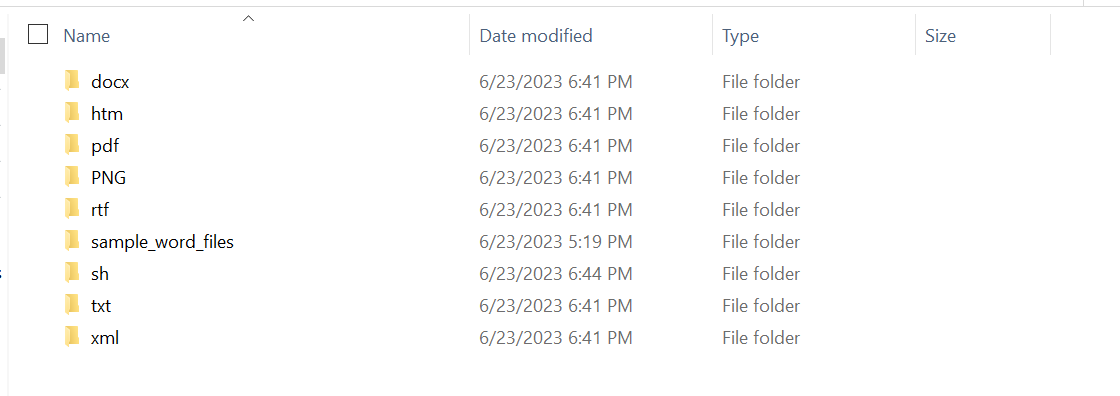 Name Date modified Type Size
docx 6/23/2023 6:41 PM File folder
htm 6/23/2023 6:41 PM File folder
pdf 6/23/2023 6:41 PM File folder
PNG 6/23/2023 6:41 PM File folder
rtf 6/23/2023 6:41 PM File folder
sample_word_files 6/23/2023 5:19 PM File folder
sh 6/23/2023 6:44 PM File folder
txt 6/23/2023 6:41 PM File folder
xml 6/23/2023 6:41 PM File folder